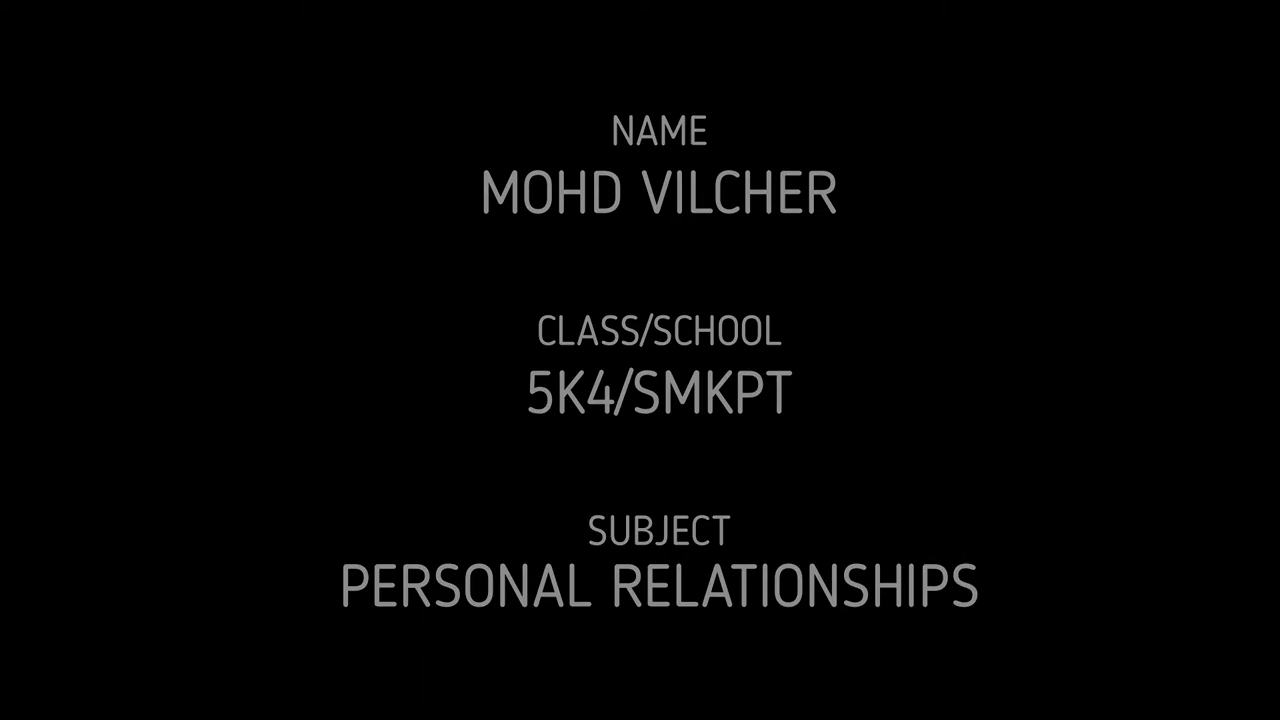 NAME
MOHD VILCHER
CLASS/SCHOOL
5K4/SMKPT
SUBJECT
PERSONAL RELATIONSHIPS